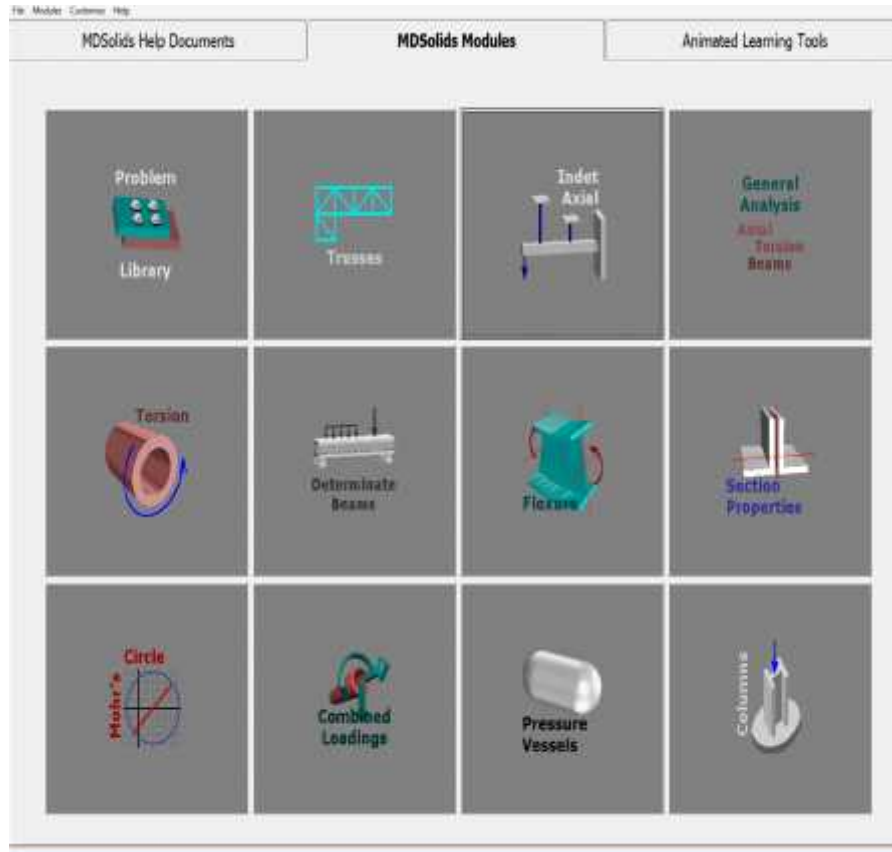 File Modules Customize Help
MDSolids Help Documents
MDSolids Modules
Animated Learning Tools
Problem
Library
Trusses
Indet
Axial
General
Analysis
Axial
Torsion
Beams
Torsion
Determinate
Beams
Flexure
Section
Properties
Mohr's
Circle
Combined
Loadings
Pressure
Vessels
Columns